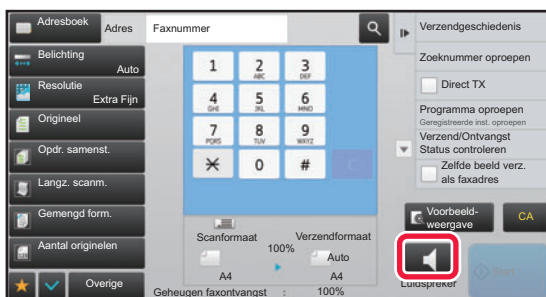 Adresboek
Adres
Faxnummer
Verzendgeschiedenis
Belichting
Auto
Zoeknummer oproepen
Resolutie
Extra Fijn
Direct TX
Origineel
Programma oproepen
Geregistreerde inst. oproepen
Opdr. samenst.
Verzend/Ontvangst
Status controleren
Langz. scanm.
Zelfde beeld verz.
als faxadres
Gemengd form.
Aantal originelen
Overige
1
2
ABC
3
DEF
4
GHI
5
JKL
6
MNO
7
PQRS
8
TUV
9
WXYZ
0
#
C
Scanformaat
100%
Verzendformaat
Auto
A4
A4
Geheugen faxontvangst : 100%
Voorbeeld-
weergave
CA
Luidspreker
Start